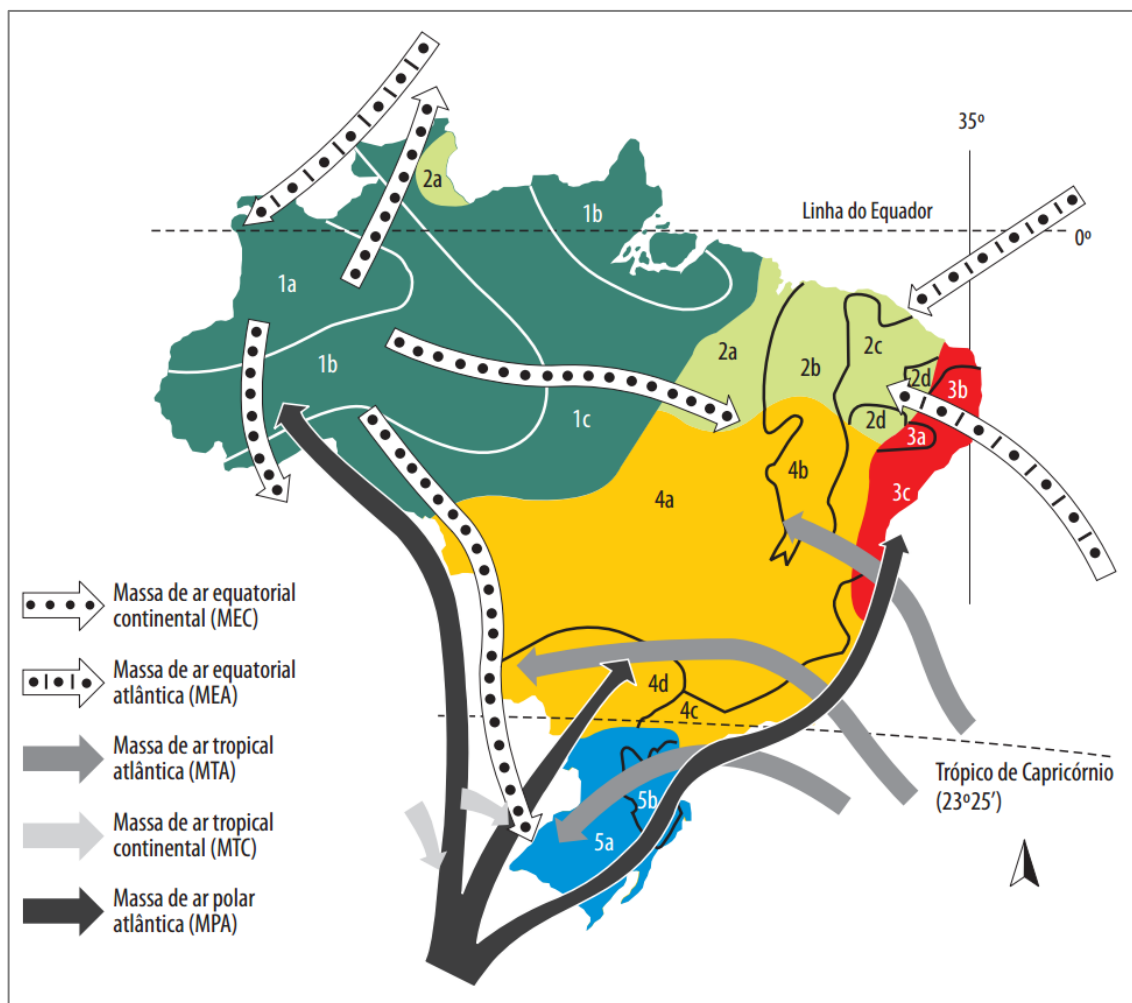 35º
Linha do Equador
0º
2a
1b
1a
1b
1c
2a
2b
2c
2d
3b
2d
3a
3c
4a
4b
4d
4c
5b
5a
Trópico de Capricórnio
(23º25’)
Massa de ar equatorial
continental (MEC)
Massa de ar equatorial
atlântica (MEA)
Massa de ar tropical
atlântica (MTA)
Massa de ar tropical
continental (MTC)
Massa de ar polar
atlântica (MPA)